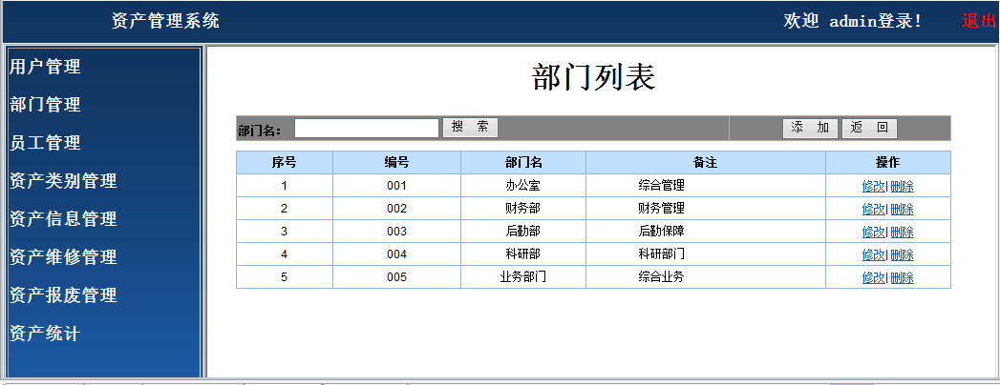 资产管理系统 欢迎 admin登录! 退出
用户管理
部门管理
员工管理
资产类别管理
资产信息管理
资产维修管理
资产报废管理
资产统计
部门列表
部门名: 搜 索 添 加 返 回
序号 编号 部门名 备注 操作
1 001 办公室 综合管理 修改|删除
2 002 财务部 财务管理 修改|删除
3 003 后勤部 后勤保障 修改|删除
4 004 科研部 科研部门 修改|删除
5 005 业务部门 综合业务 修改|删除